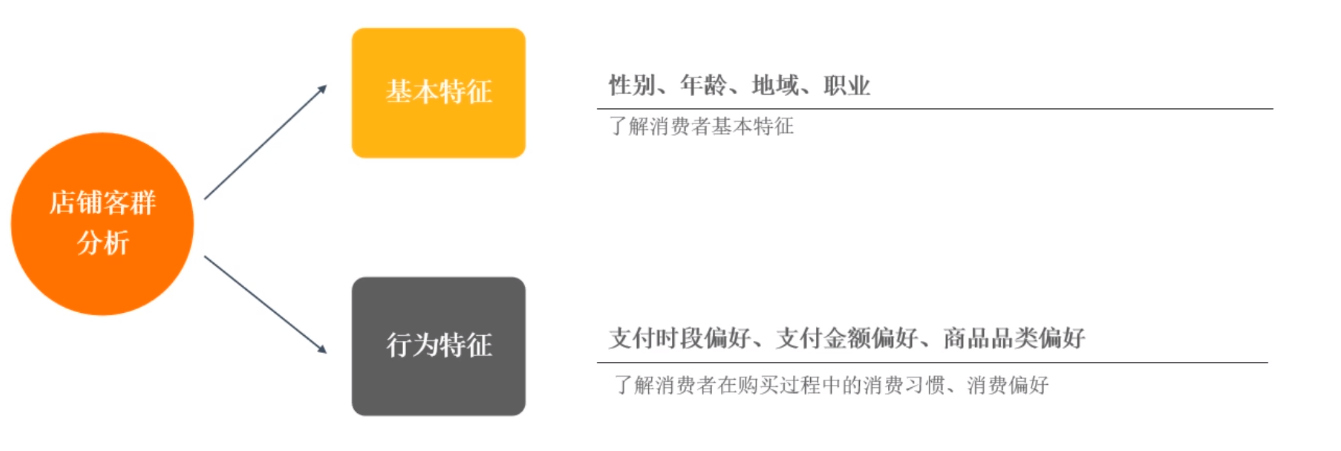 店铺客群
分析
基本特征
性别、年龄、地域、职业
了解消费者基本特征
行为特征
支付时段偏好、支付金额偏好、商品品类偏好
了解消费者在购买过程中的消费习惯、消费偏好